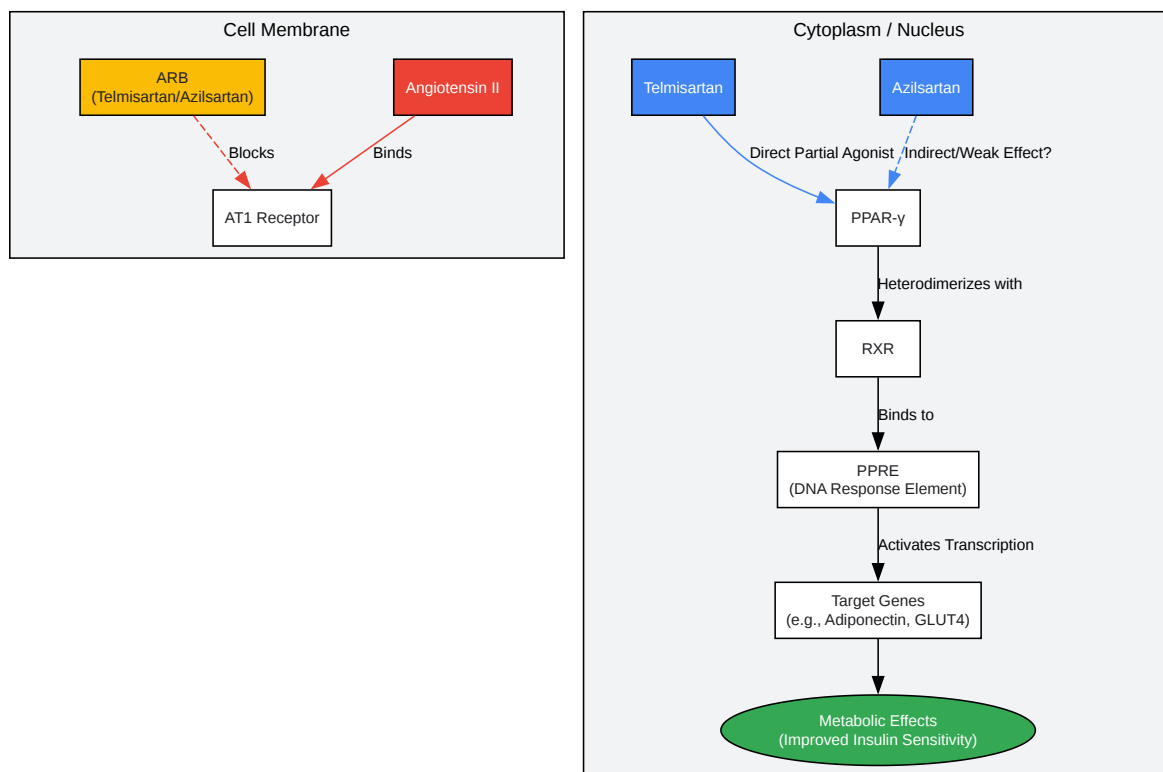 Cell Membrane
ARB
(Telmisartan/Azilsartan)
Angiotensin II
Blocks
Binds
AT1 Receptor
Cytoplasm / Nucleus
Telmisartan
Azilsartan
Direct Partial Agonist
Indirect/Weak Effect?
PPAR-γ
Heterodimerizes with
RXR
Binds to
PPRE
(DNA Response Element)
Activates Transcription
Target Genes
(e.g., Adiponectin, GLUT4)
Metabolic Effects
(Improved Insulin Sensitivity)